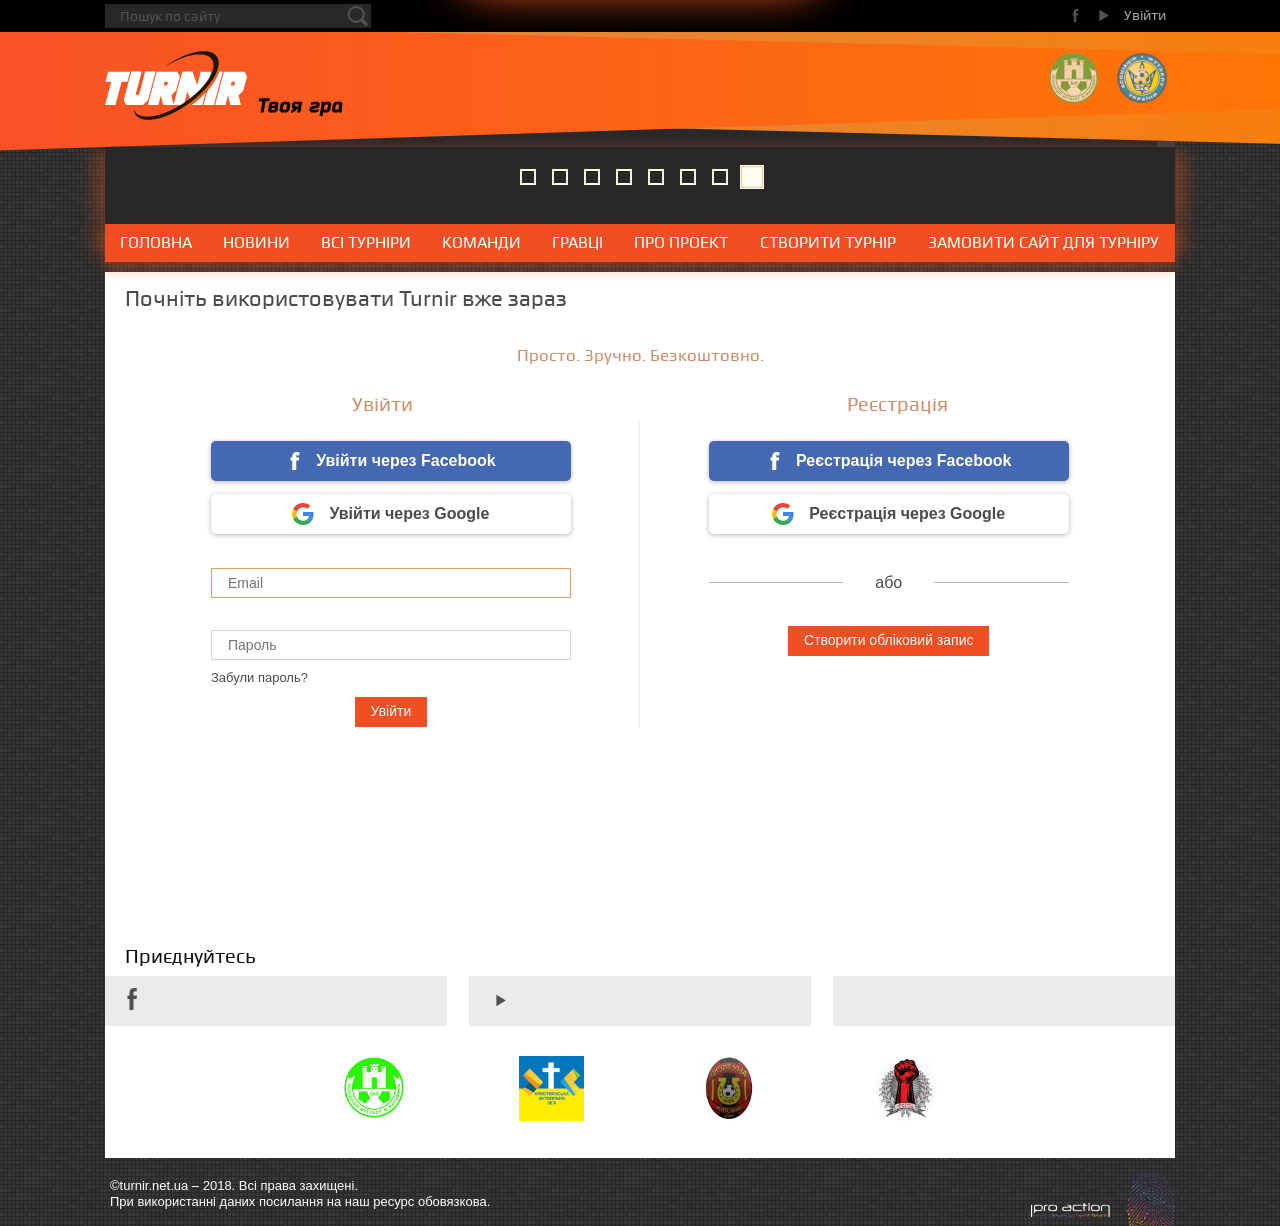 Пошук по сайту
Увійти
TURNIR Твоя гра
ГОЛОВНА НОВИНИ ВСІ ТУРНІРИ КОМАНДИ ГРАВЦІ ПРО ПРОЕКТ СТВОРИТИ ТУРНІР ЗАМОВИТИ САЙТ ДЛЯ ТУРНІРУ
Почніть використовувати Turnir вже зараз
Просто. Зручно. Безкоштовно.
Увійти
Увійти через Facebook
Увійти через Google
Email
Пароль
Забули пароль?
Увійти
Реєстрація
Реєстрація через Facebook
Реєстрація через Google
або
Створити обліковий запис
Приєднуйтесь
©turnir.net.ua – 2018. Всі права захищені.
При використанні даних посилання на наш ресурс обовязкова.
pro action